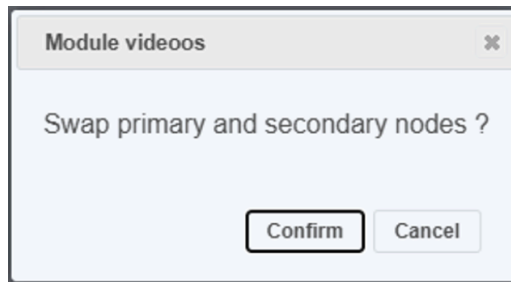 Module videoos
Swap primary and secondary nodes ?
Confirm
Cancel